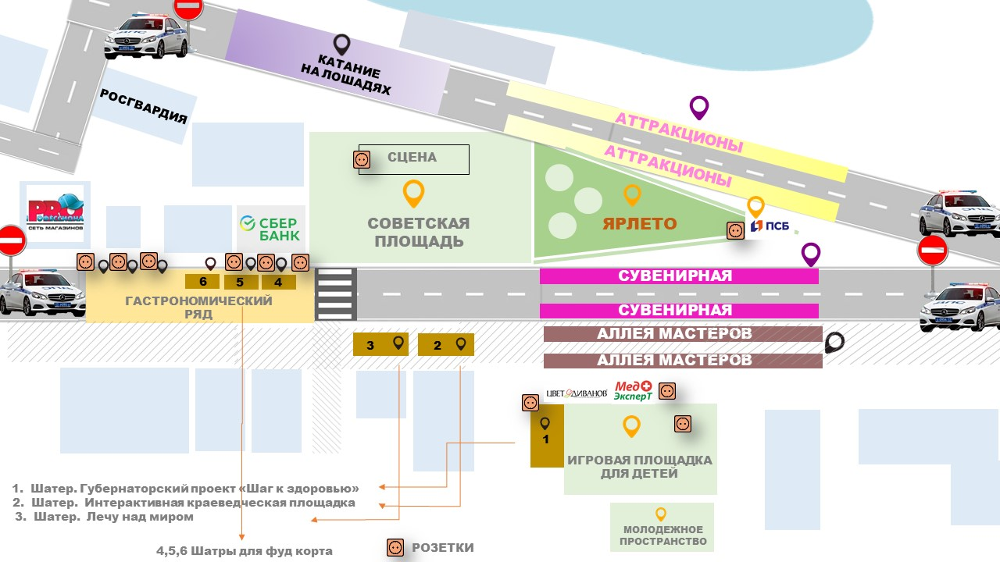 КАТАНИЕ
НА ЛОШАДЯХ
РОСГВАРДИЯ
АТТРАКЦИОНЫ
АТТРАКЦИОНЫ
СЦЕНА
СОВЕТСКАЯ
ПЛОЩАДЬ
ЯРЛЕТО
ПСБ
PRO
СЕТЬ МАГАЗИНОВ
СБЕР
БАНК
6
5
4
ГАСТРОНОМИЧЕСКИЙ
РЯД
СУВЕНИРНАЯ
СУВЕНИРНАЯ
АЛЛЕЯ МАСТЕРОВ
АЛЛЕЯ МАСТЕРОВ
3
2
ЦВЕТ ДИВАНОВ
Мед
ЭксперТ
1
ИГРОВАЯ ПЛОЩАДКА
ДЛЯ ДЕТЕЙ
МОЛОДЕЖНОЕ
ПРОСТРАНСТВО
1. Шатер. Губернаторский проект «Шаг к здоровью»
2. Шатер. Интерактивная краеведческая площадка
3. Шатер. Лечу над миром
4,5,6 Шатры для фуд корта
РОЗЕТКИ